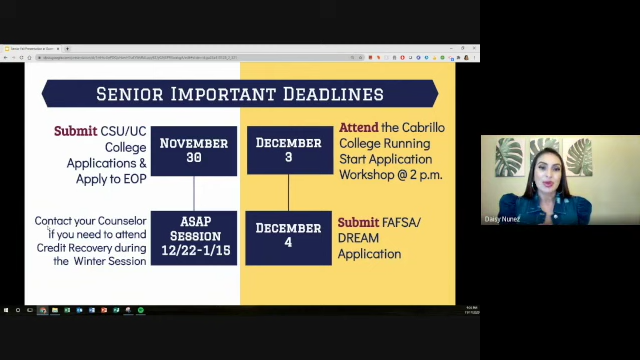 SENIOR IMPORTANT DEADLINES
Submit CSU/UC
College
Applications &
Apply to EOP
NOVEMBER
30
DECEMBER
3
Attend the Cabrillo
College Running
Start Application
Workshop @ 2 p.m.
Contact your Counselor
if you need to attend
Credit Recovery during
the Winter Session
ASAP
SESSION
12/22-1/15
DECEMBER
4
Submit FAFSA/
DREAM
Application
Daisy Nunez